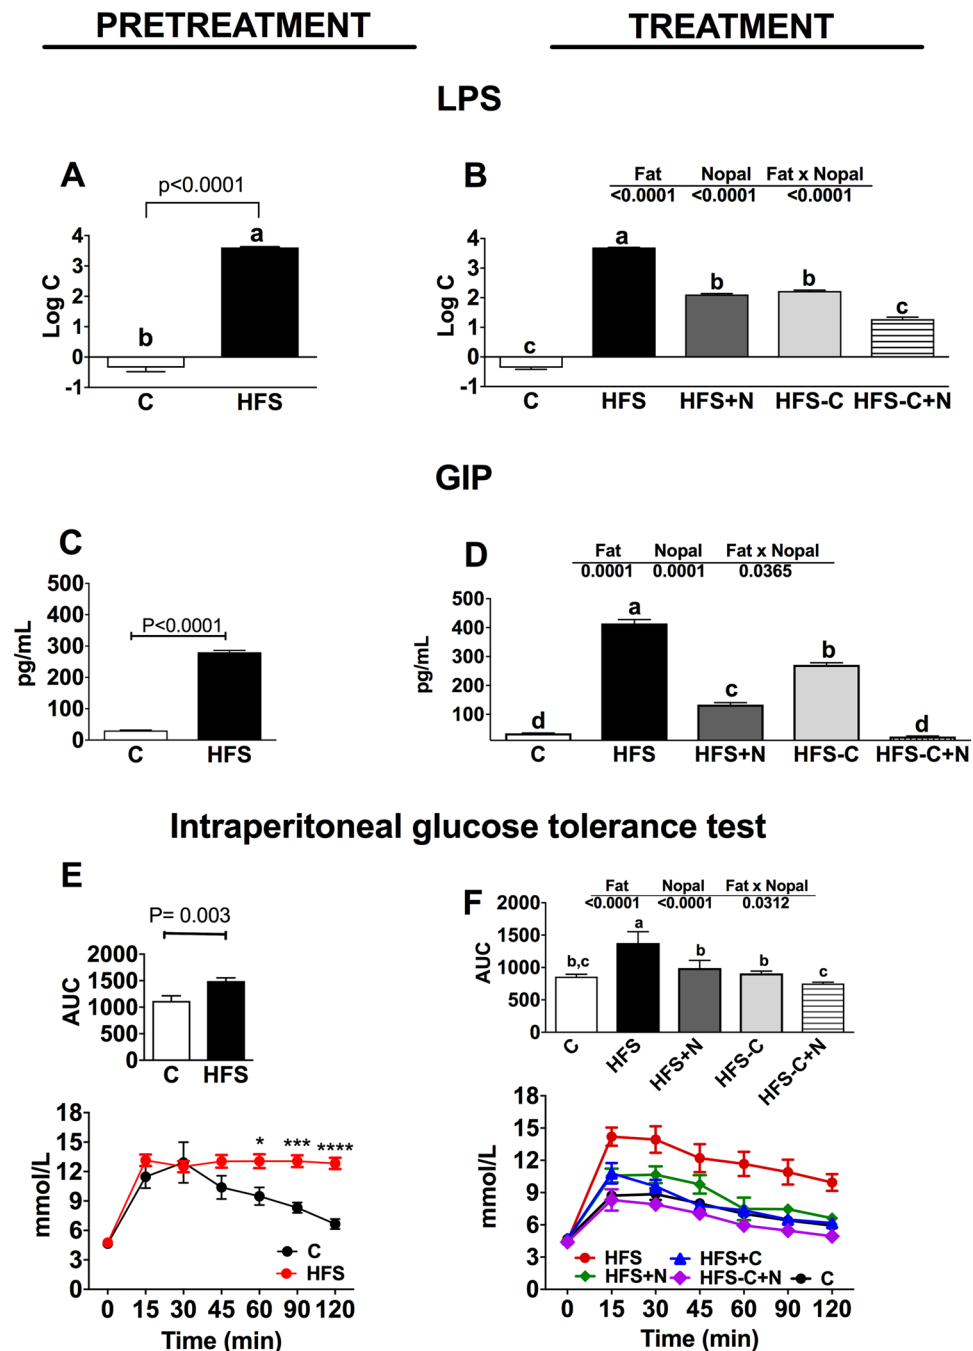 PRETREATMENT
TREATMENT
LPS
A
p<0.0001
a
b
4
3
2
1
0
-1
Log C
C HFS
B
Fat Nopal Fat x Nopal
<0.0001 <0.0001 <0.0001
a
b b
c
c
4
3
2
1
0
-1
Log C
C HFS HFS+N HFS-C HFS-C+N
GIP
C
P<0.0001
500
400
300
200
100
0
pg/mL
C HFS
D
Fat Nopal Fat x Nopal
0.0001 0.0001 0.0365
a
b
c
d d
500
400
300
200
100
pg/mL
C HFS HFS+N HFS-C HFS-C+N
Intraperitoneal glucose tolerance test
E
P= 0.003
2000
1500
1000
500
0
AUC
C HFS
18
15
12
9
6
3
0
mmol/L
* *** ****
C
HFS
0 15 30 45 60 90 120
Time (min)
F
Fat Nopal Fat x Nopal
<0.0001 <0.0001 0.0312
2000
1500
1000
500
0
AUC
b,c a b b c
C HFS HFS+N HFS-C HFS-C+N
18
15
12
9
6
3
0
mmol/L
HFS HFS+C
HFS+N HFS-C+N C
0 15 30 45 60 90 120
Time (min)